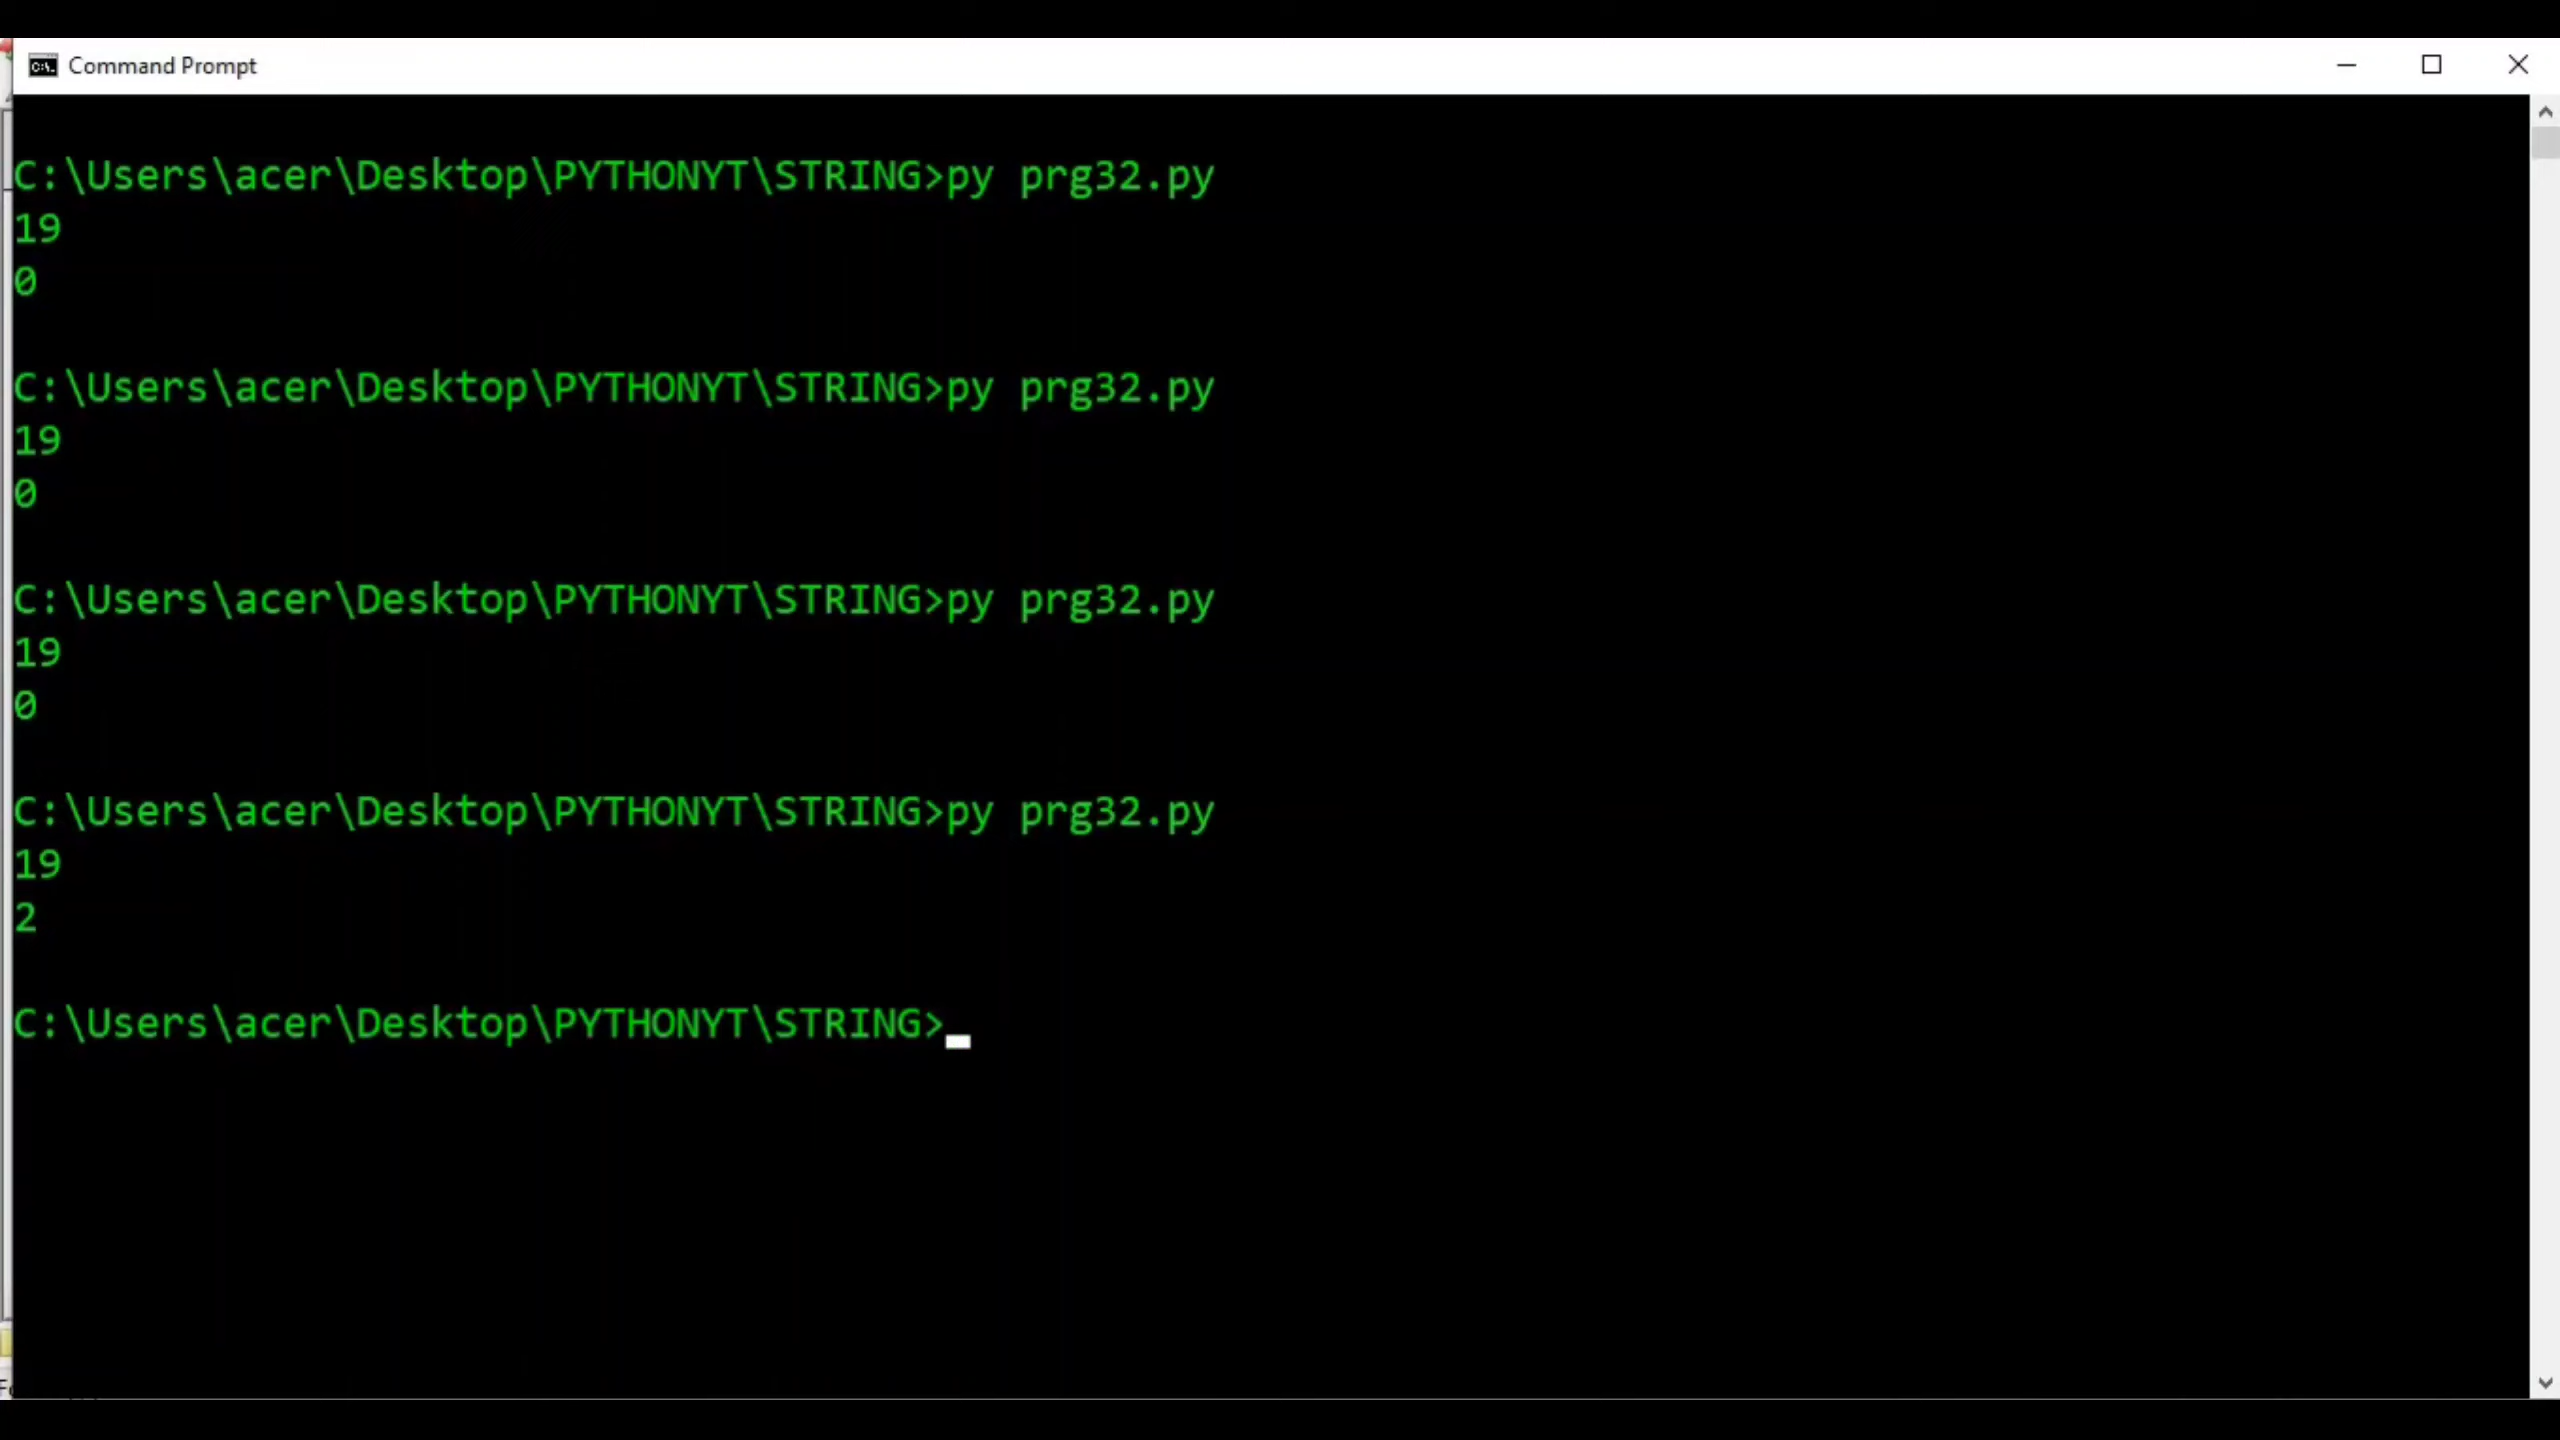 Command Prompt
C:\Users\acer\Desktop\PYTHONYT\STRING>py prg32.py
19
0
C:\Users\acer\Desktop\PYTHONYT\STRING>py prg32.py
19
0
C:\Users\acer\Desktop\PYTHONYT\STRING>py prg32.py
19
0
C:\Users\acer\Desktop\PYTHONYT\STRING>py prg32.py
19
2
C:\Users\acer\Desktop\PYTHONYT\STRING>